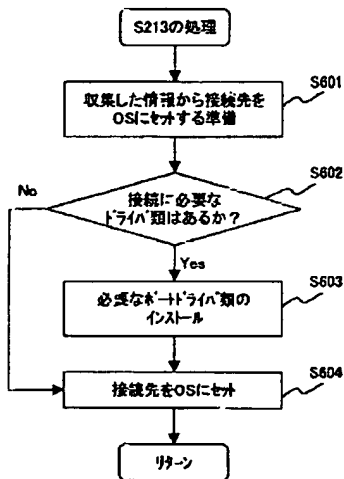 S213の処理
S601
収集した情報から接続先を
OSにセットする準備
S602
No
接続に必要な
ドライバ類はあるか?
Yes
S603
必要なポートドライバ類の
インストール
S604
接続先をOSにセット
リターン